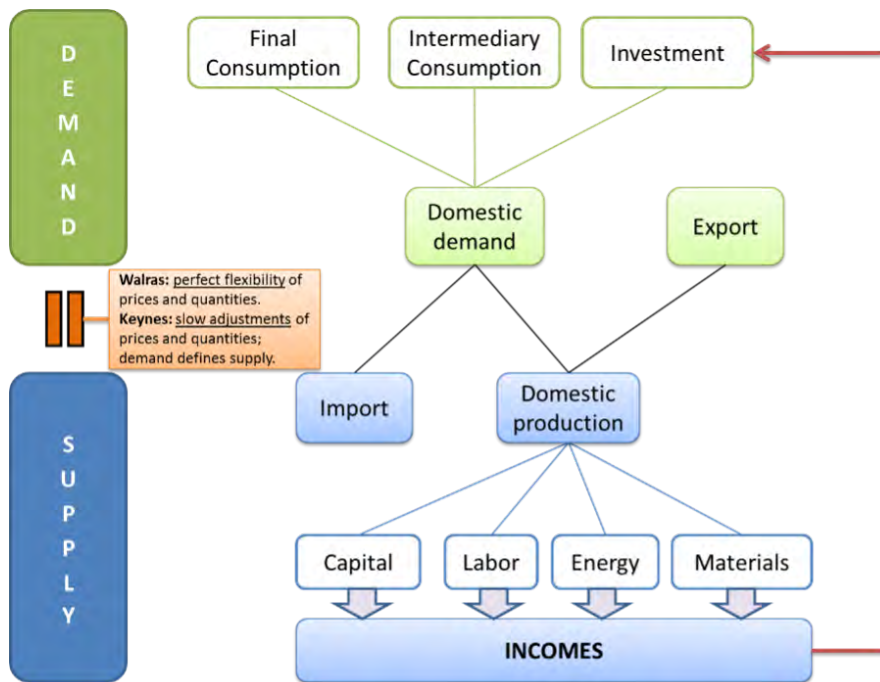 D
E
M
A
N
D
Final
Consumption
Intermediary
Consumption
Investment
Domestic
demand
Export
Walras: perfect flexibility of
prices and quantities.
Keynes: slow adjustments of
prices and quantities;
demand defines supply.
S
U
P
P
L
Y
Import
Domestic
production
Capital
Labor
Energy
Materials
INCOMES